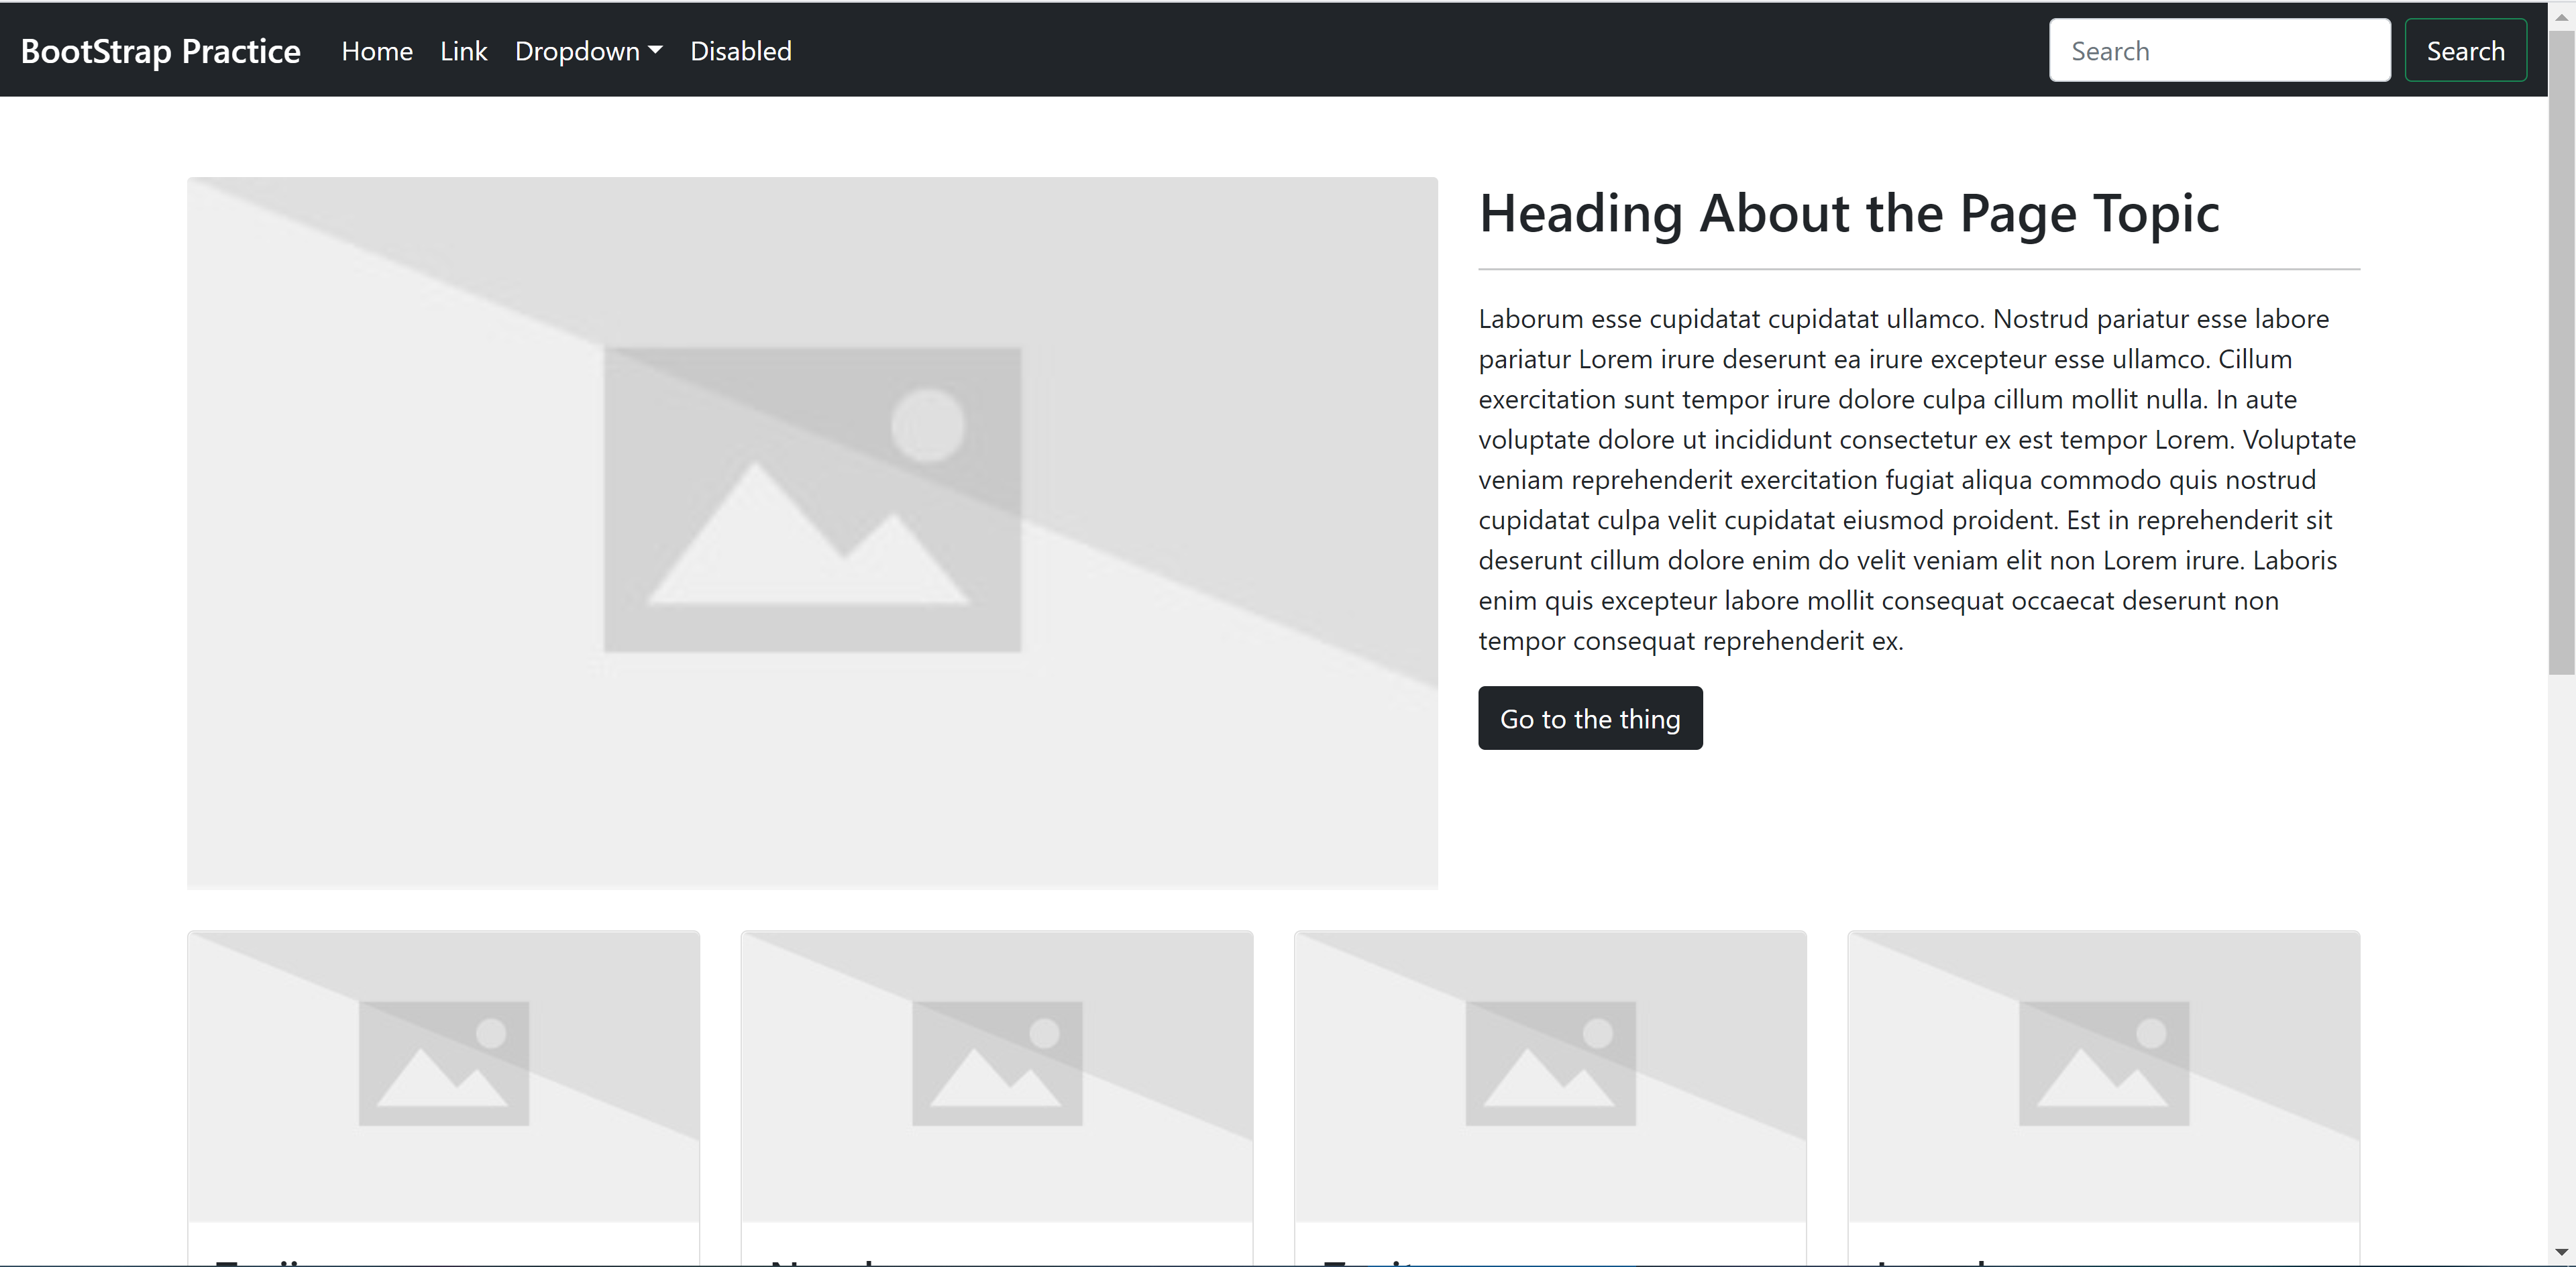 BootStrap Practice Home Link Dropdown Disabled Search Search
Heading About the Page Topic
Laborum esse cupidatat cupidatat ullamco. Nostrud pariatur esse labore
pariatur Lorem irure deserunt ea irure excepteur esse ullamco. Cillum
exercitation sunt tempor irure dolore culpa cillum mollit nulla. In aute
voluptate dolore ut incididunt consectetur ex est tempor Lorem. Voluptate
veniam reprehenderit exercitation fugiat aliqua commodo quis nostrud
cupidatat culpa velit cupidatat eiusmod proident. Est in reprehenderit sit
deserunt cillum dolore enim do velit veniam elit non Lorem irure. Laboris
enim quis excepteur labore mollit consequat occaecat deserunt non
tempor consequat reprehenderit ex.
Go to the thing